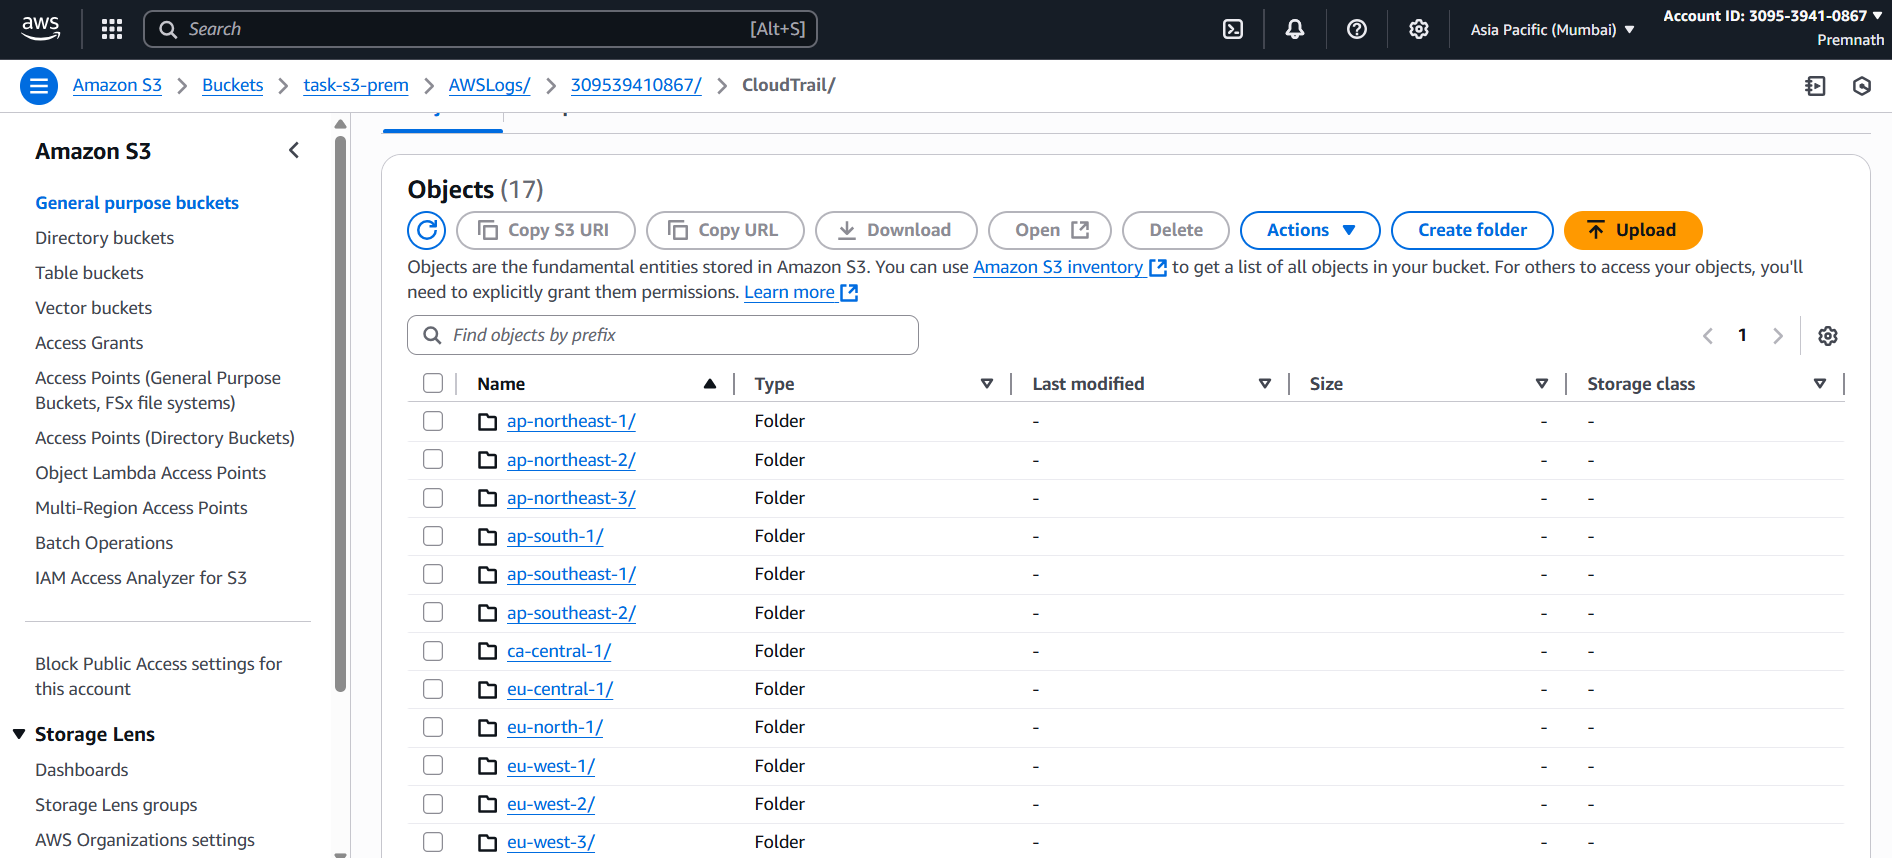 aws
Search [Alt+S]
Asia Pacific (Mumbai)
Account ID: 3095-3941-0867
Premnath
Amazon S3
Buckets
task-s3-prem
AWSLogs/
309539410867/
CloudTrail/
Amazon S3
General purpose buckets
Directory buckets
Table buckets
Vector buckets
Access Grants
Access Points (General Purpose
Buckets, FSx file systems)
Access Points (Directory Buckets)
Object Lambda Access Points
Multi-Region Access Points
Batch Operations
IAM Access Analyzer for S3
Block Public Access settings for
this account
Storage Lens
Dashboards
Storage Lens groups
AWS Organizations settings
Objects (17)
Copy S3 URI
Copy URL
Download
Open
Delete
Actions
Create folder
Upload
Objects are the fundamental entities stored in Amazon S3. You can use Amazon S3 inventory to get a list of all objects in your bucket. For others to access your objects, you'll
need to explicitly grant them permissions. Learn more
Find objects by prefix
1
Name Type Last modified Size Storage class
ap-northeast-1/ Folder - - -
ap-northeast-2/ Folder - - -
ap-northeast-3/ Folder - - -
ap-south-1/ Folder - - -
ap-southeast-1/ Folder - - -
ap-southeast-2/ Folder - - -
ca-central-1/ Folder - - -
eu-central-1/ Folder - - -
eu-north-1/ Folder - - -
eu-west-1/ Folder - - -
eu-west-2/ Folder - - -
eu-west-3/ Folder - - -